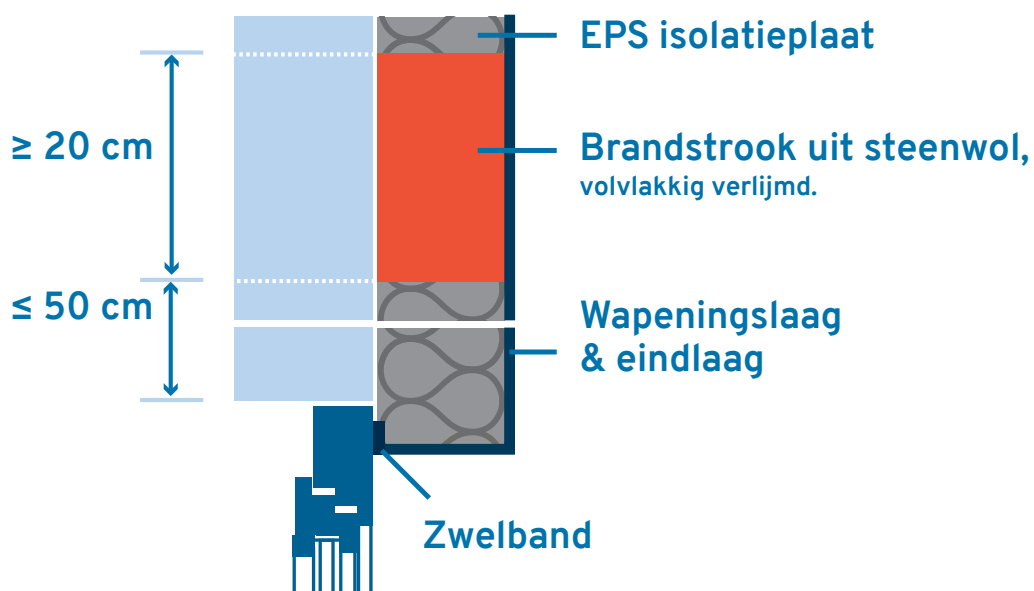 EPS isolatieplaat
≥ 20 cm
Brandstrook uit steenwol,
volvlakkig verlijmd.
≤ 50 cm
Wapeningslaag
& eindlaag
Zwelband